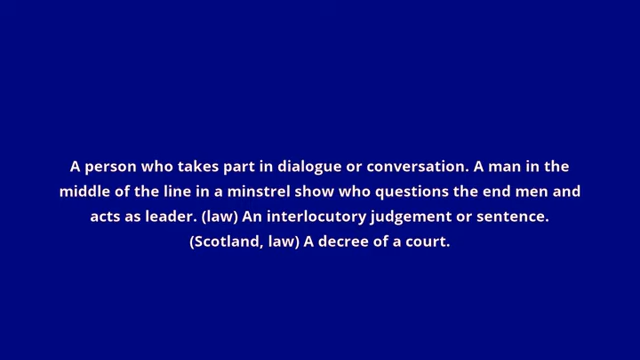 A person who takes part in dialogue or conversation. A man in the
middle of the line in a minstrel show who questions the end men and
acts as leader. (law) An interlocutory judgement or sentence.
(Scotland, law) A decree of a court.